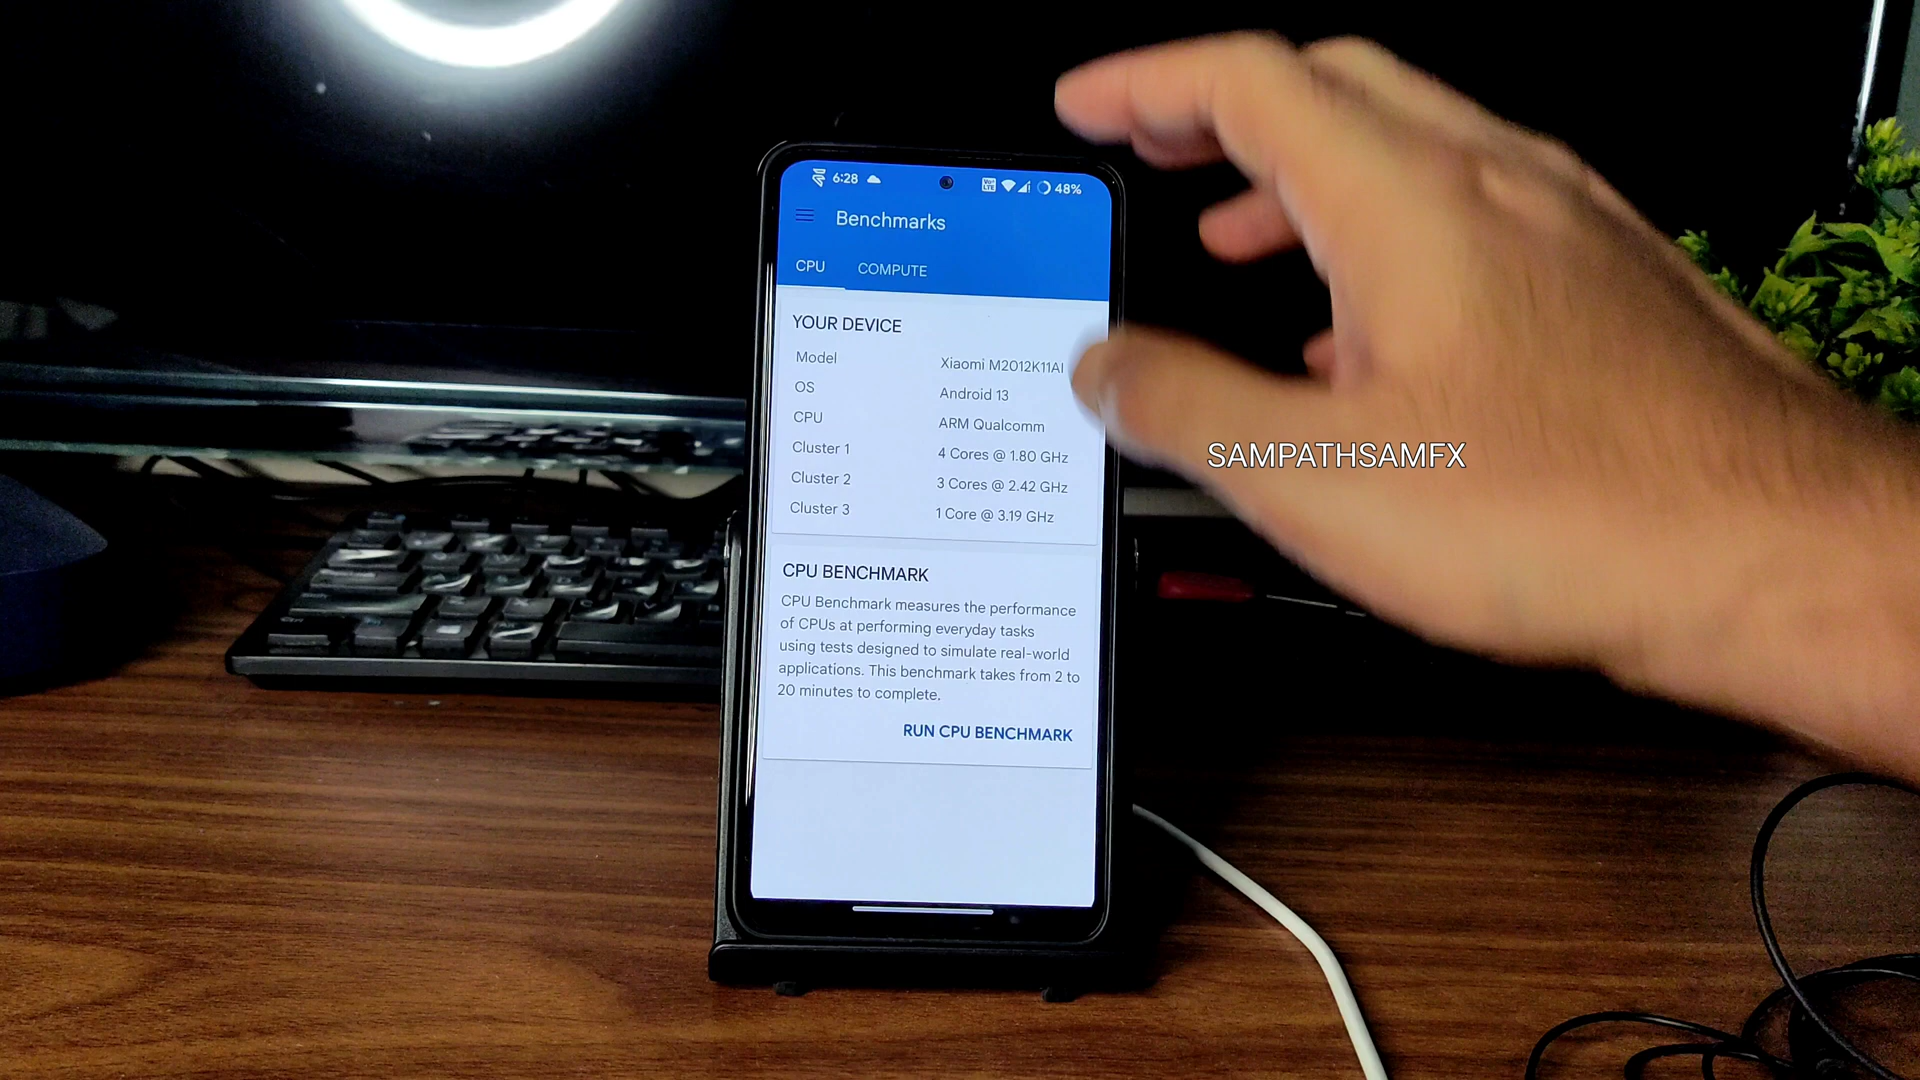 6:28
48%
Benchmarks
CPU COMPUTE
YOUR DEVICE
Model Xiaomi M2012K11AI
OS Android 13
CPU ARM Qualcomm
Cluster 1 4 Cores @ 1.80 GHz
Cluster 2 3 Cores @ 2.42 GHz
Cluster 3 1 Core @ 3.19 GHz
SAMPATHSAMFX
CPU BENCHMARK
CPU Benchmark measures the performance
of CPUs at performing everyday tasks
using tests designed to simulate real-world
applications. This benchmark takes from 2 to
20 minutes to complete.
RUN CPU BENCHMARK